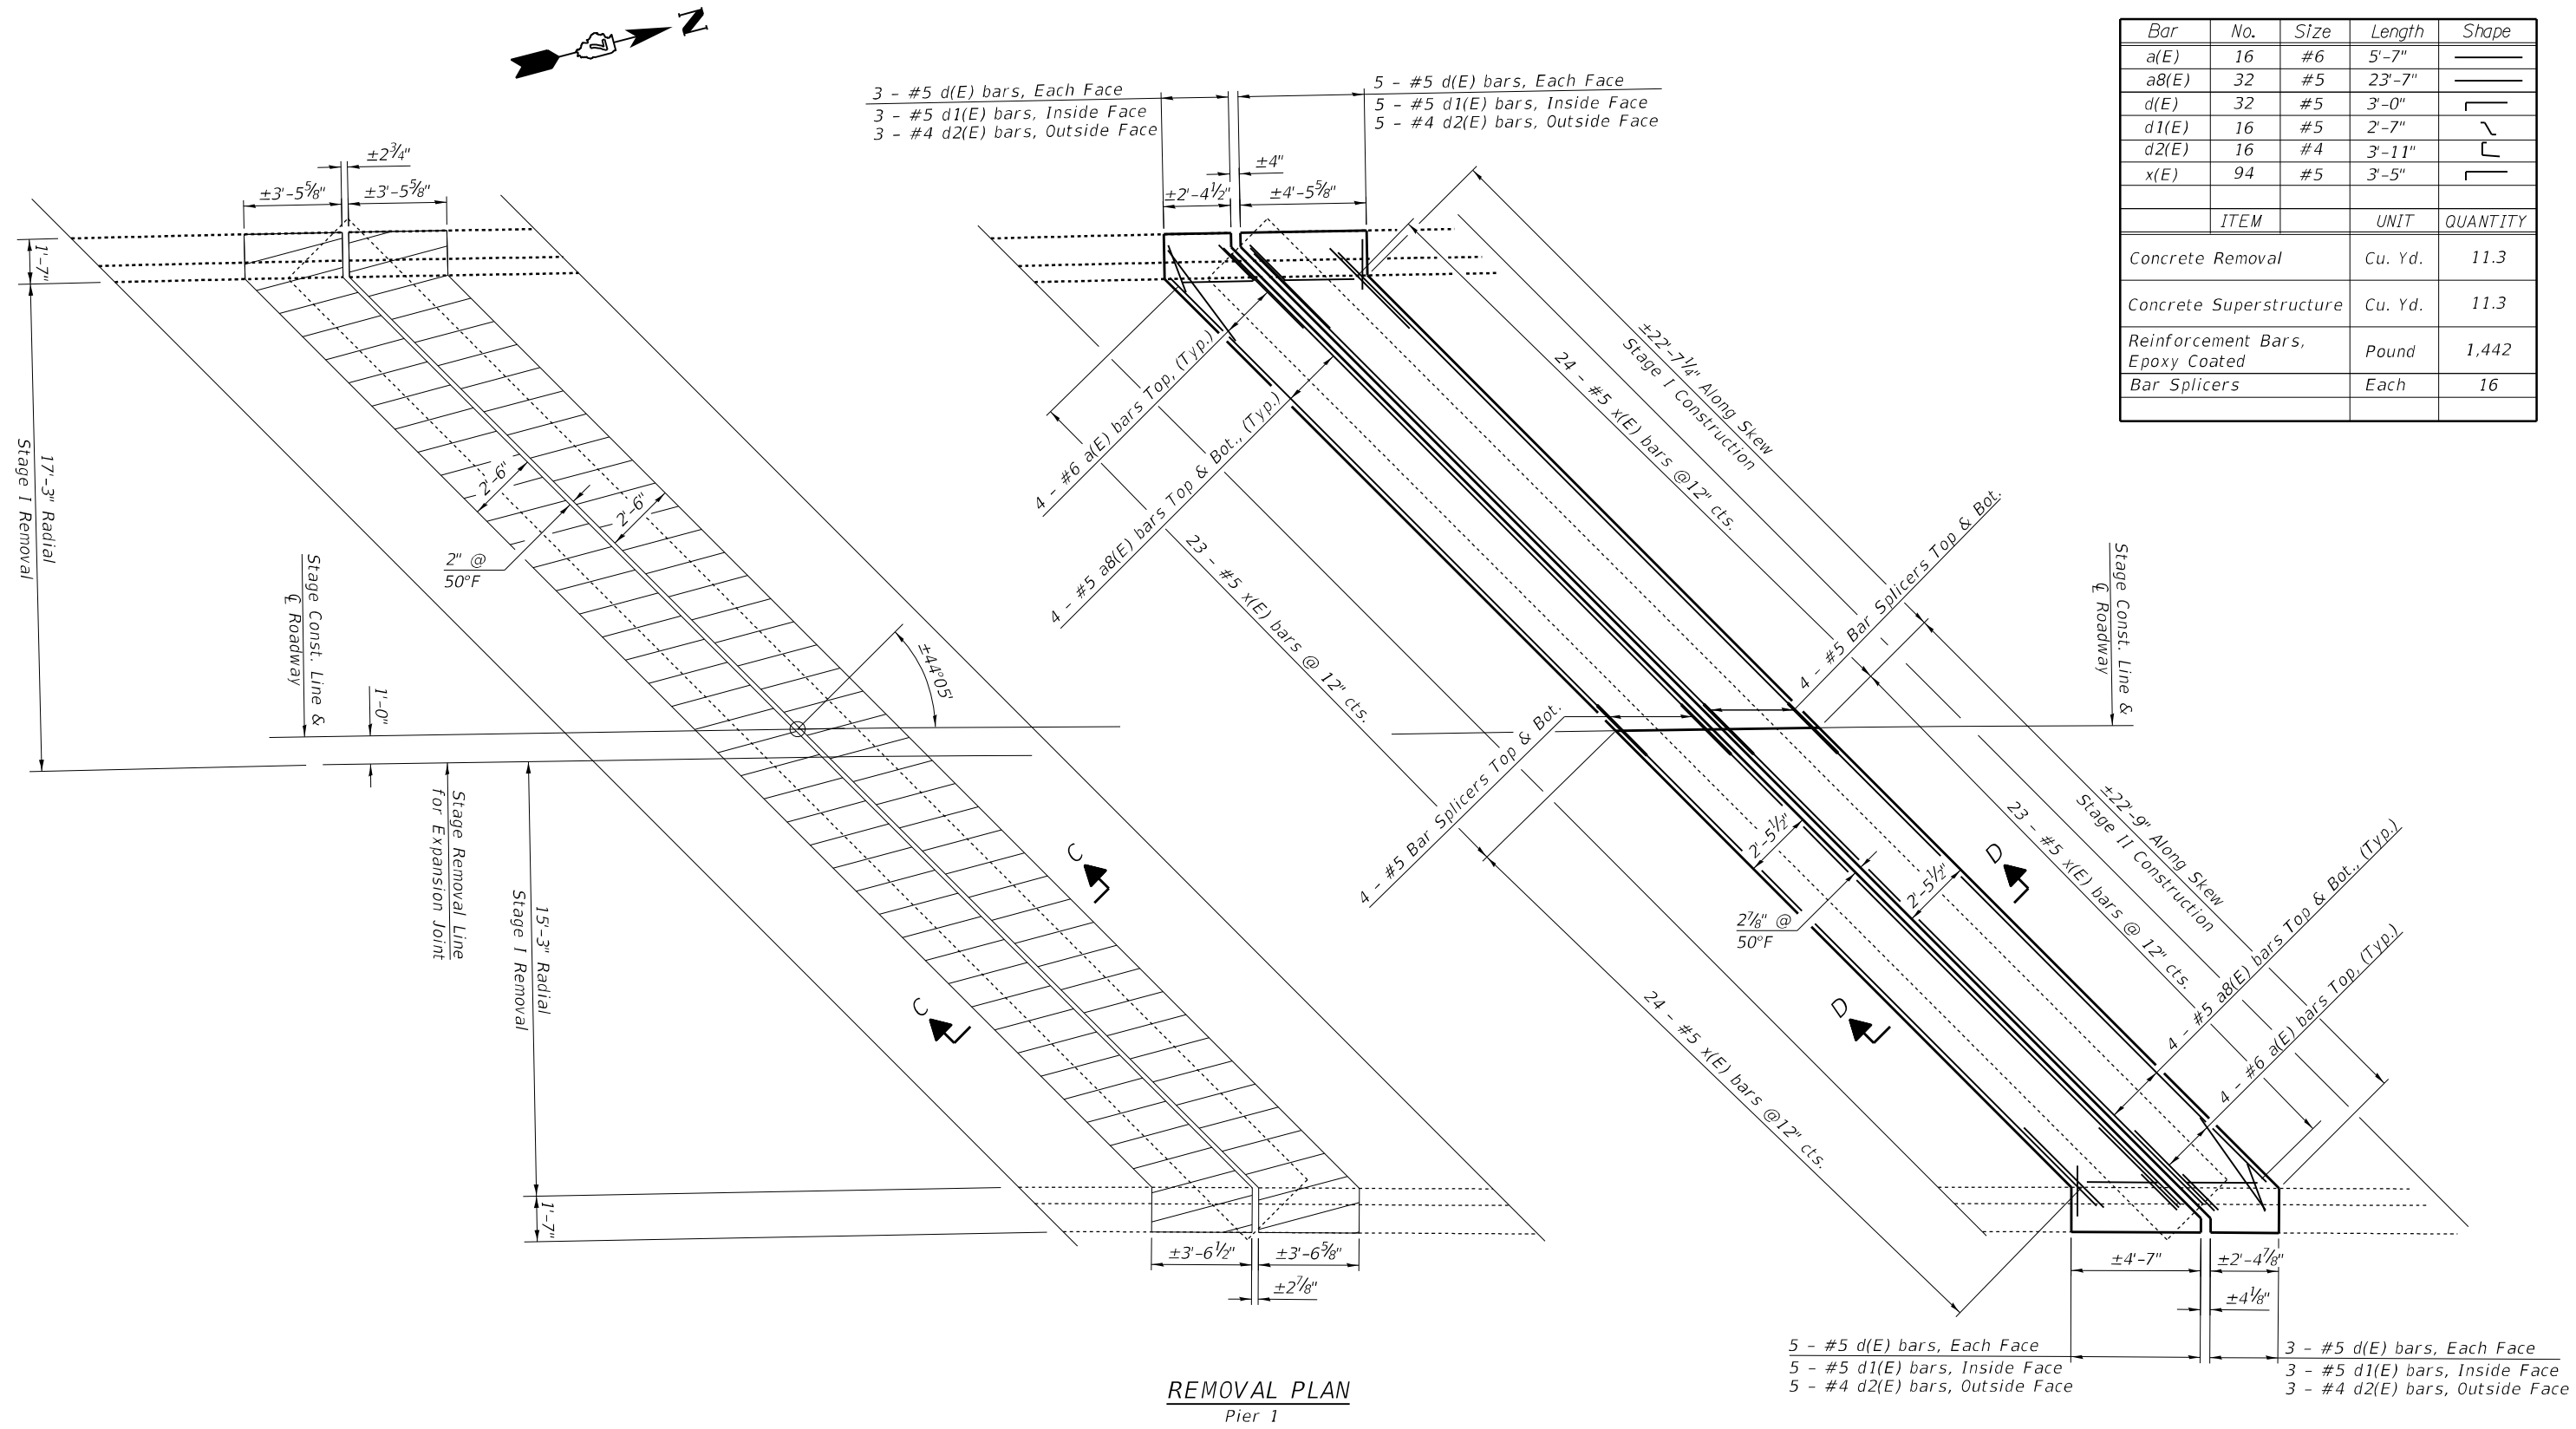 N
3 - #5 d(E) bars, Each Face
3 - #5 d1(E) bars, Inside Face
3 - #4 d2(E) bars, Outside Face
5 - #5 d(E) bars, Each Face
5 - #5 d1(E) bars, Inside Face
5 - #4 d2(E) bars, Outside Face
±2¾"
±3'-5⅝"
±3'-5⅝"
1'-7"
17'-3" Radial
Stage I Removal
2'-6"
2'-6"
2" @
50°F
Stage Const. Line &
℄ Roadway
1'-0"
±44°05'
Stage Removal Line
for Expansion Joint
15'-3" Radial
Stage I Removal
1'-7"
C
C
±3'-6½"
±3'-6⅝"
±2⅞"
±4"
±2'-4½"
±4'-5⅝"
±22'-7¼" Along Skew
Stage I Construction
24 - #5 x(E) bars @12" cts.
4 - #6 a(E) bars Top, (Typ.)
4 - #5 a8(E) bars Top & Bot., (Typ.)
23 - #5 x(E) bars @ 12" cts.
4 - #5 Bar Splicers Top & Bot.
4 - #5 Bar Splicers Top & Bot.
Stage Const. Line &
℄ Roadway
2'-5½"
2'-5½"
2⅞" @
50°F
D
D
±22'-9" Along Skew
Stage II Construction
23 - #5 x(E) bars @ 12" cts.
4 - #5 a8(E) bars Top & Bot., (Typ.)
4 - #6 a(E) bars Top, (Typ.)
24 - #5 x(E) bars @12" cts.
±4'-7"
±2'-4⅞"
±4⅛"
5 - #5 d(E) bars, Each Face
5 - #5 d1(E) bars, Inside Face
5 - #4 d2(E) bars, Outside Face
3 - #5 d(E) bars, Each Face
3 - #5 d1(E) bars, Inside Face
3 - #4 d2(E) bars, Outside Face
REMOVAL PLAN
Pier 1
Bar No. Size Length Shape
a(E) 16 #6 5'-7"
a8(E) 32 #5 23'-7"
d(E) 32 #5 3'-0"
d1(E) 16 #5 2'-7"
d2(E) 16 #4 3'-11"
x(E) 94 #5 3'-5"
ITEM UNIT QUANTITY
Concrete Removal Cu. Yd. 11.3
Concrete Superstructure Cu. Yd. 11.3
Reinforcement Bars,
Epoxy Coated Pound 1,442
Bar Splicers Each 16